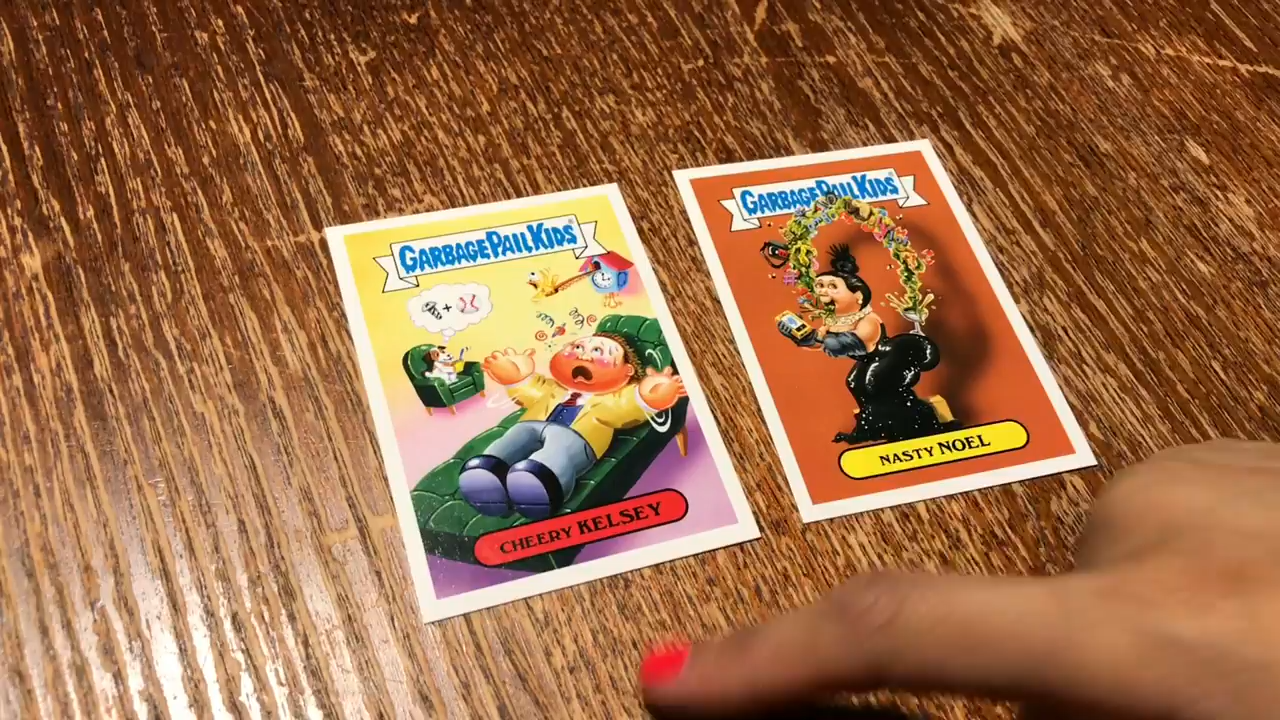 GARBAGE PAIL KIDS
CHEERY KELSEY
GARBAGE PAIL KIDS
NASTY NOEL